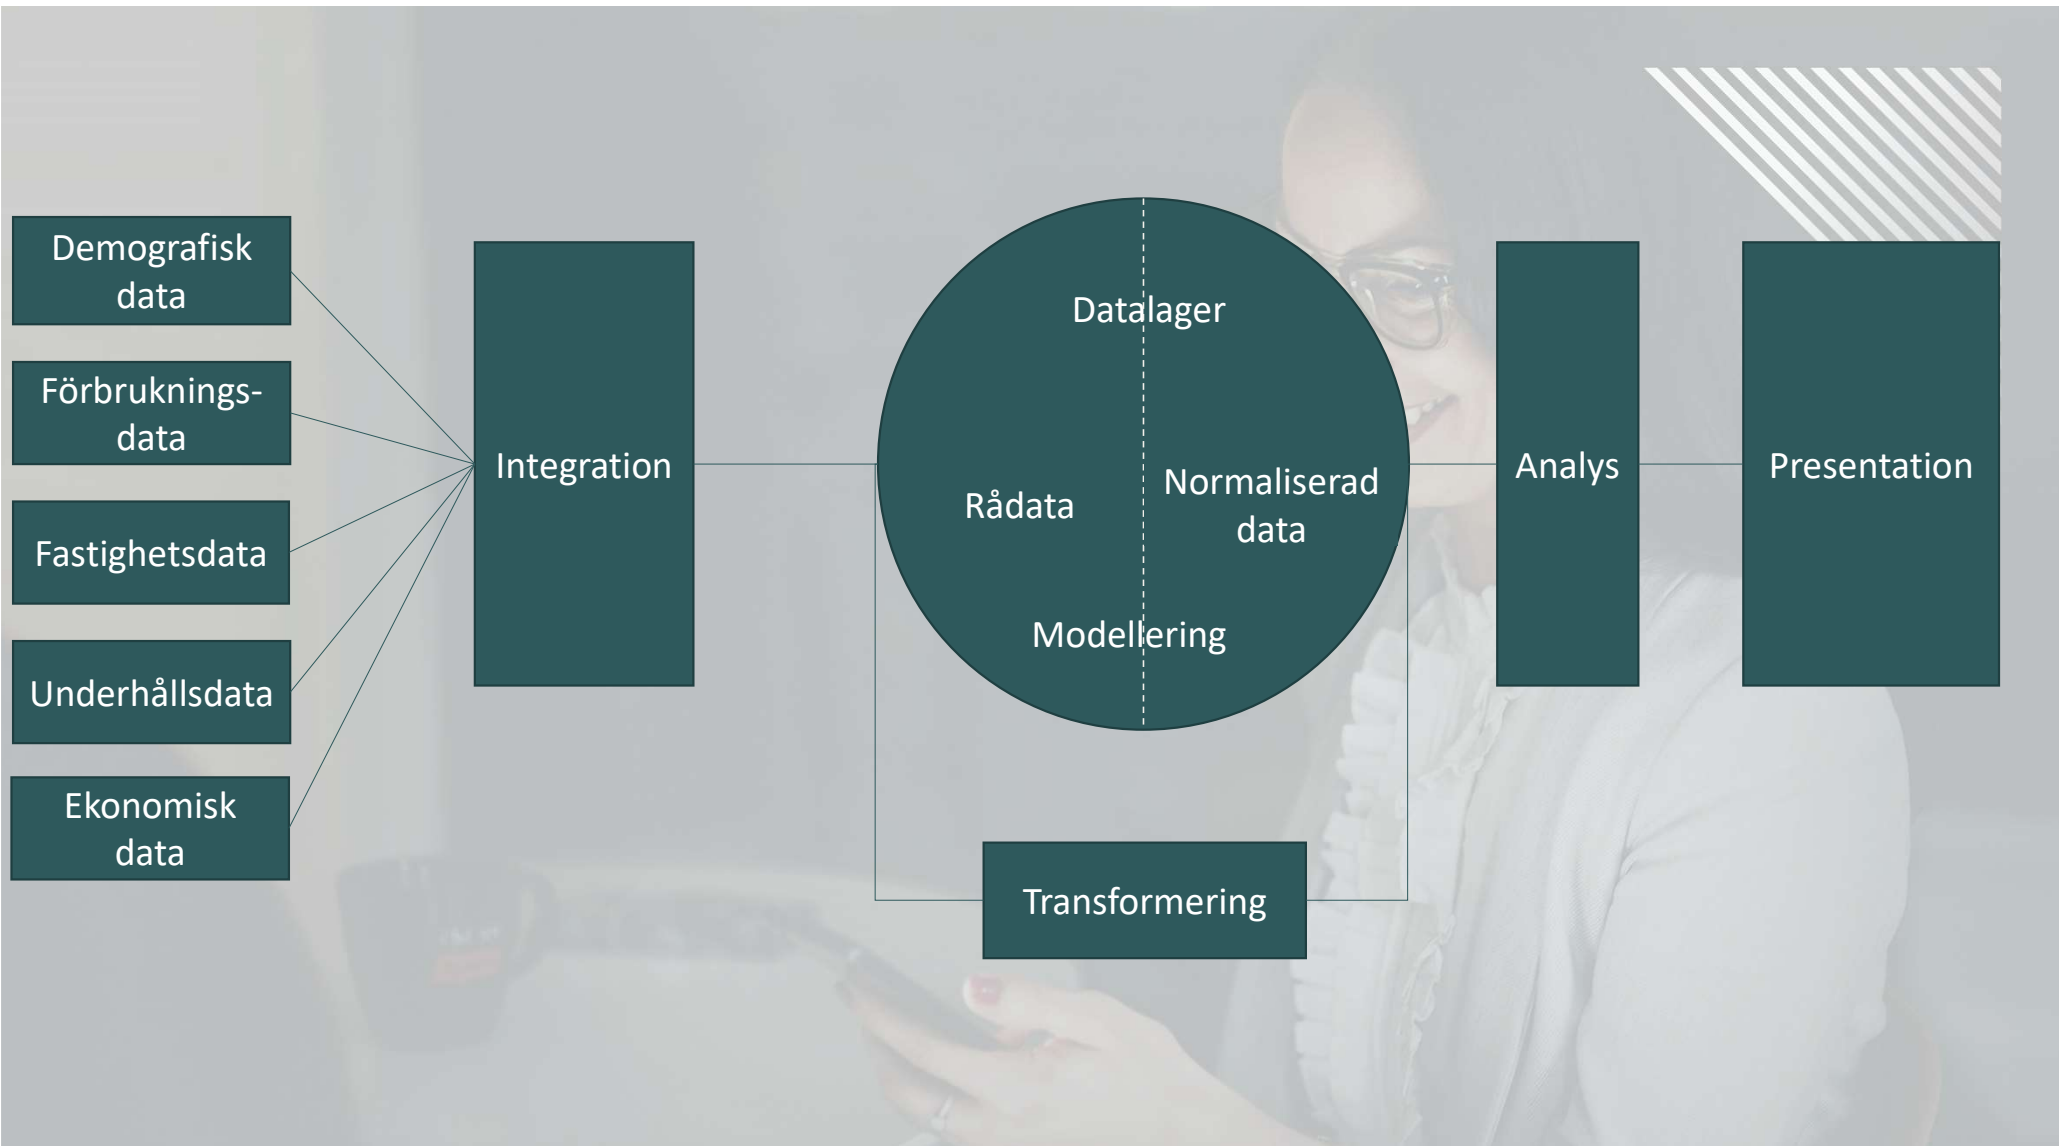 Demografisk
data
Förbruknings-
data
Fastighetsdata
Underhållsdata
Ekonomisk
data
Integration
Datalager
Rådata
Normaliserad
data
Modellering
Transformering
Analys
Presentation